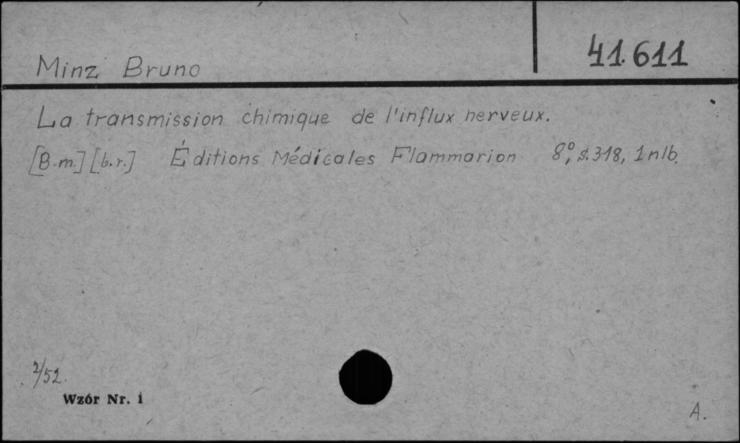 Minz Bruno
41.611
La transmission chimique de l'influx nerveux.
[B.m.] [b.r.] Éditions Médicales Flammarion 8°, s.318, 1 nlb.
2/52.
Wzór Nr. 1
A.